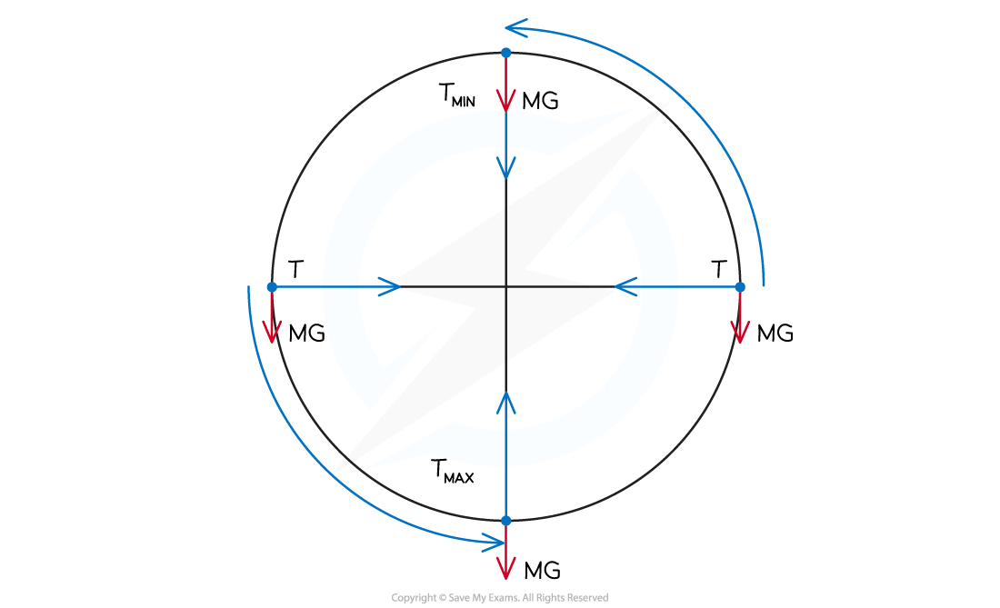 T_MIN MG
T T
MG MG
T_MAX
MG
Copyright © Save My Exams. All Rights Reserved